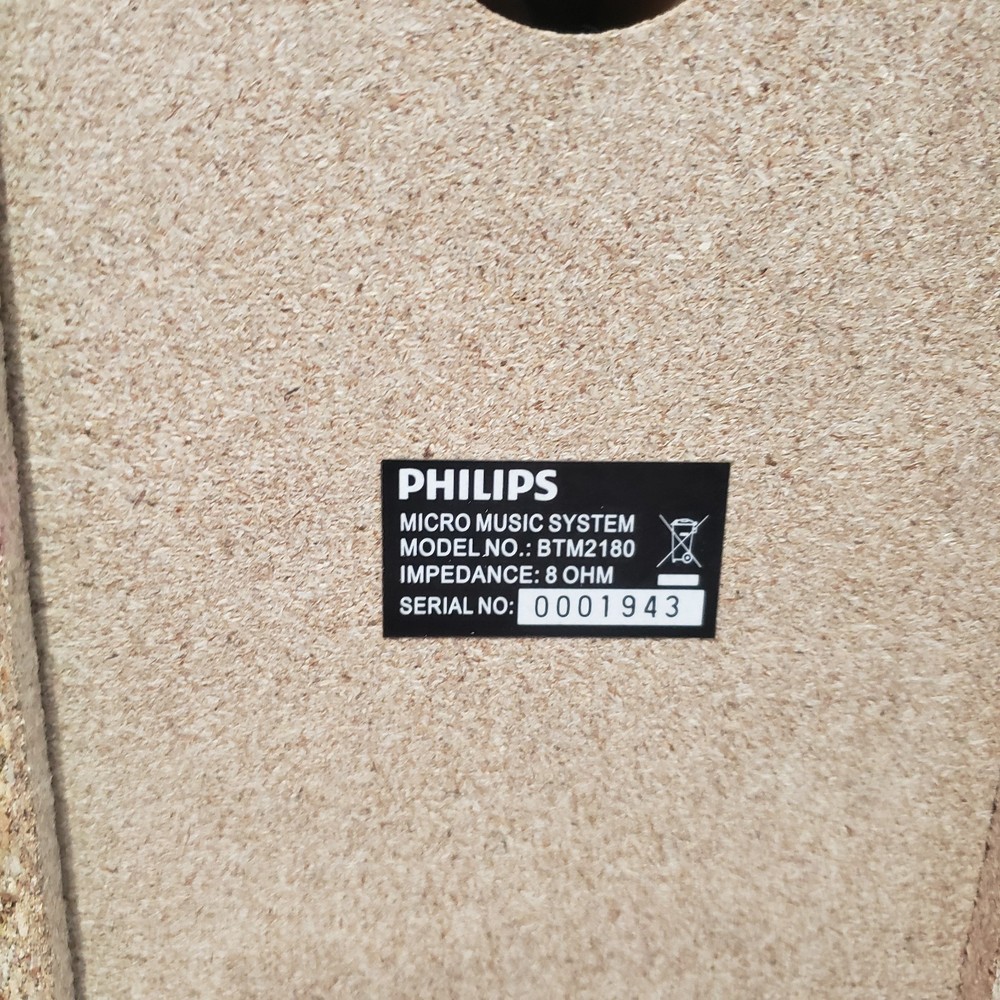 PHILIPS
MICRO MUSIC SYSTEM
MODEL NO.: BTM2180
IMPEDANCE: 8 OHM
SERIAL NO: 0001943